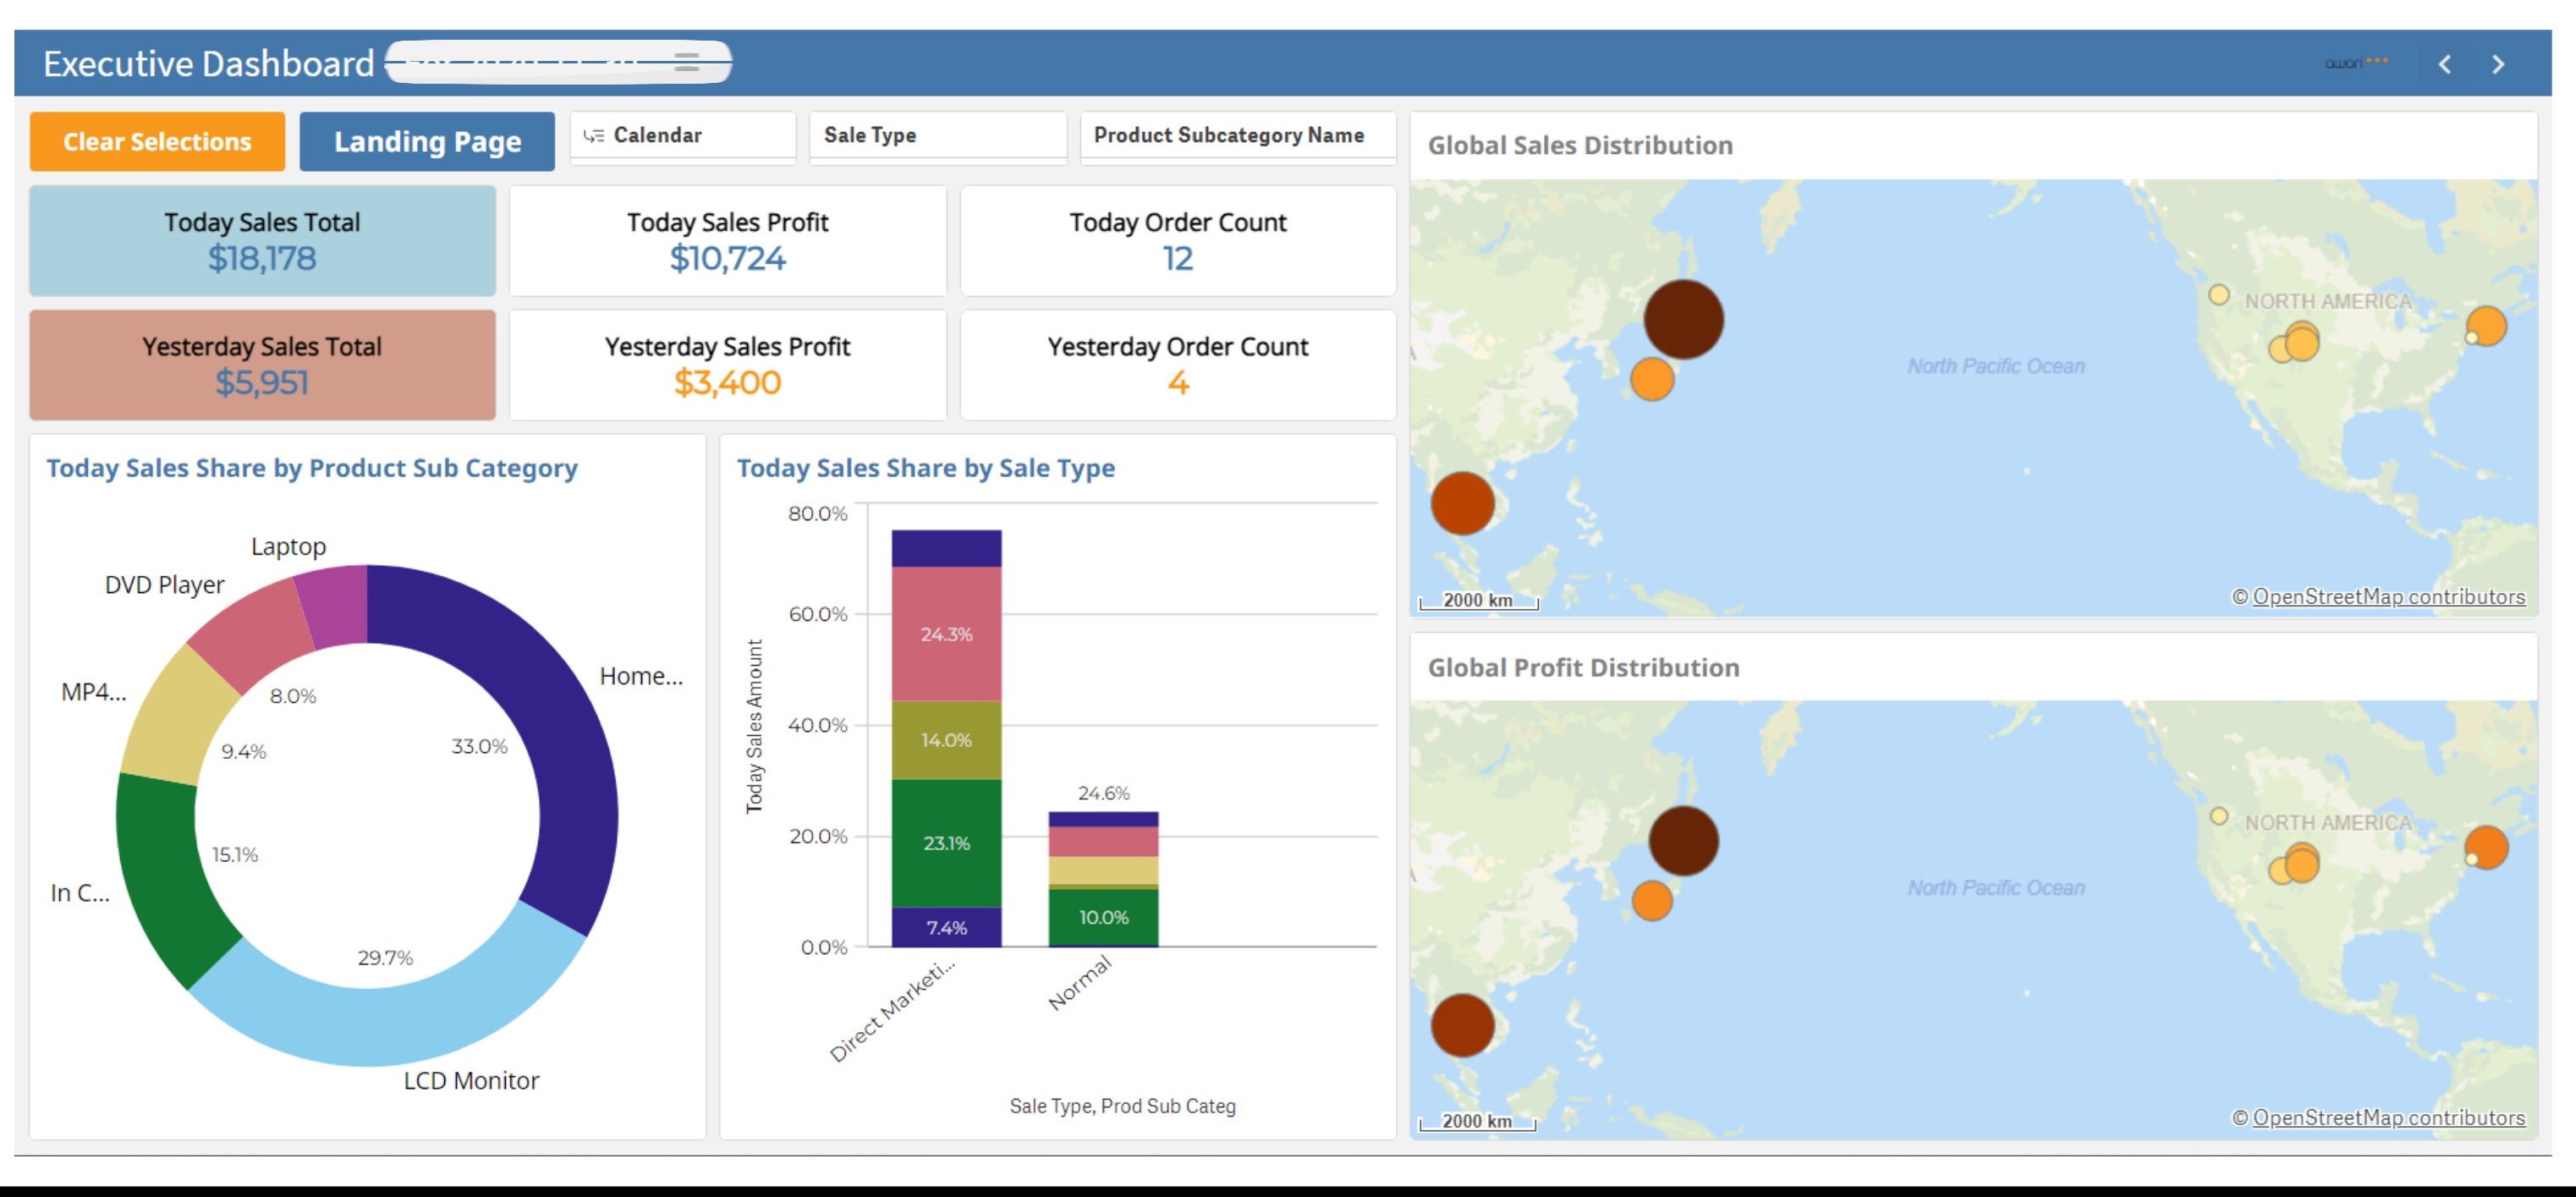 Executive Dashboard
awari
Clear Selections
Landing Page
Calendar
Sale Type
Product Subcategory Name
Today Sales Total
$18,178
Today Sales Profit
$10,724
Today Order Count
12
Yesterday Sales Total
$5,951
Yesterday Sales Profit
$3,400
Yesterday Order Count
4
Today Sales Share by Product Sub Category
Laptop
DVD Player
MP4...
In C...
LCD Monitor
Home...
8.0%
9.4%
33.0%
15.1%
29.7%
Today Sales Share by Sale Type
Today Sales Amount
80.0%
60.0%
40.0%
20.0%
0.0%
24.3%
14.0%
23.1%
7.4%
24.6%
10.0%
Direct Marketi...
Normal
Sale Type, Prod Sub Categ
Global Sales Distribution
NORTH AMERICA
North Pacific Ocean
2000 km
© OpenStreetMap contributors
Global Profit Distribution
NORTH AMERICA
North Pacific Ocean
2000 km
© OpenStreetMap contributors